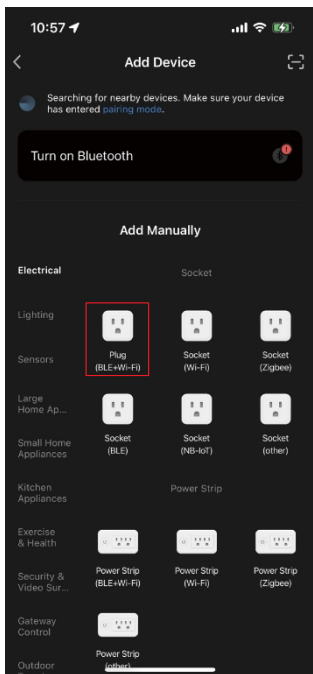 10:57
Add Device
Searching for nearby devices. Make sure your device
has entered pairing mode.
Turn on Bluetooth
Add Manually
Electrical
Socket
Lighting
Plug
(BLE+Wi-Fi)
Socket
(Wi-Fi)
Socket
(Zigbee)
Sensors
Large
Home Ap...
Socket
(BLE)
Socket
(NB-IoT)
Socket
(other)
Small Home
Appliances
Kitchen
Appliances
Power Strip
Exercise
& Health
Power Strip
(BLE+Wi-Fi)
Power Strip
(Wi-Fi)
Power Strip
(Zigbee)
Security &
Video Sur...
Gateway
Control
Power Strip
(other)
Outdoor